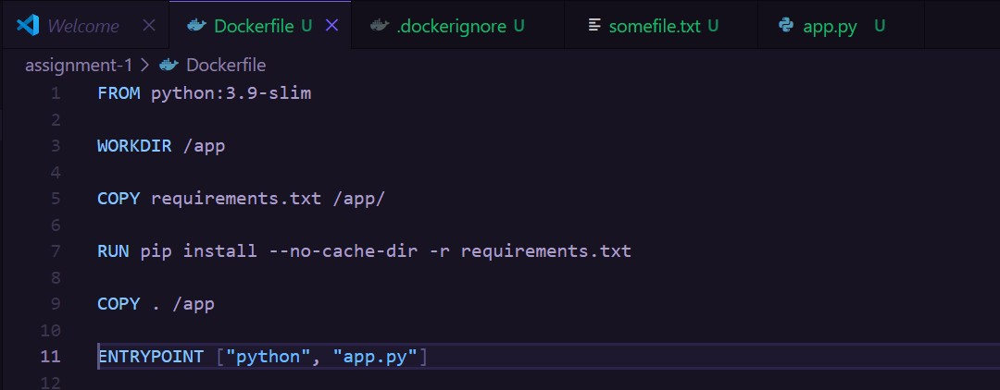 Welcome
Dockerfile U
.dockerignore U
somefile.txt U
app.py U
assignment-1 > Dockerfile
1 FROM python:3.9-slim
2
3 WORKDIR /app
4
5 COPY requirements.txt /app/
6
7 RUN pip install --no-cache-dir -r requirements.txt
8
9 COPY . /app
10
11 ENTRYPOINT ["python", "app.py"]
12